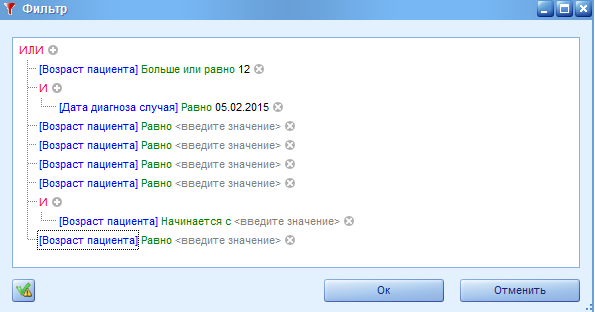 Фильтр
ИЛИ
[Возраст пациента] Больше или равно 12
И
[Дата диагноза случая] Равно 05.02.2015
[Возраст пациента] Равно <введите значение>
[Возраст пациента] Равно <введите значение>
[Возраст пациента] Равно <введите значение>
[Возраст пациента] Равно <введите значение>
И
[Возраст пациента] Начинается с <введите значение>
[Возраст пациента] Равно <введите значение>
Ок Отменить